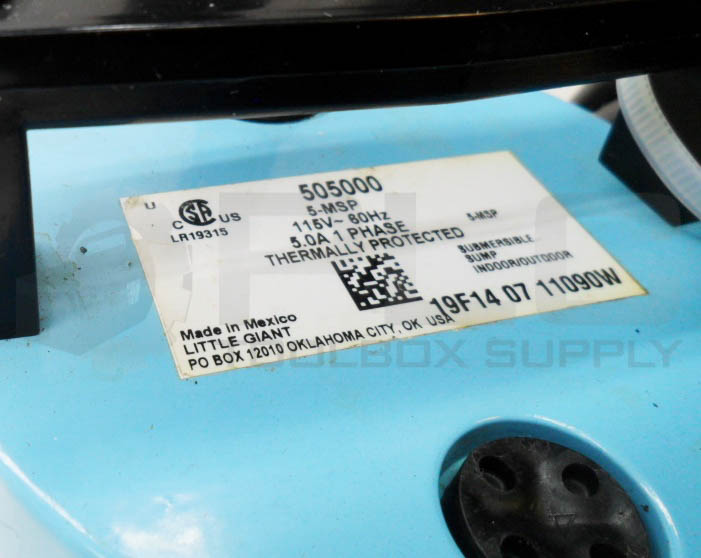 U
505000
5-MSP
115V~ 60Hz
5.0A 1 PHASE
THERMALLY PROTECTED
C US
LR19315
5-MSP
SUBMERSIBLE
SUMP
INDOOR/OUTDOOR
19F14 07 11090W
Made in Mexico
LITTLE GIANT
PO BOX 12010 OKLAHOMA CITY, OK USA
SUPPLY